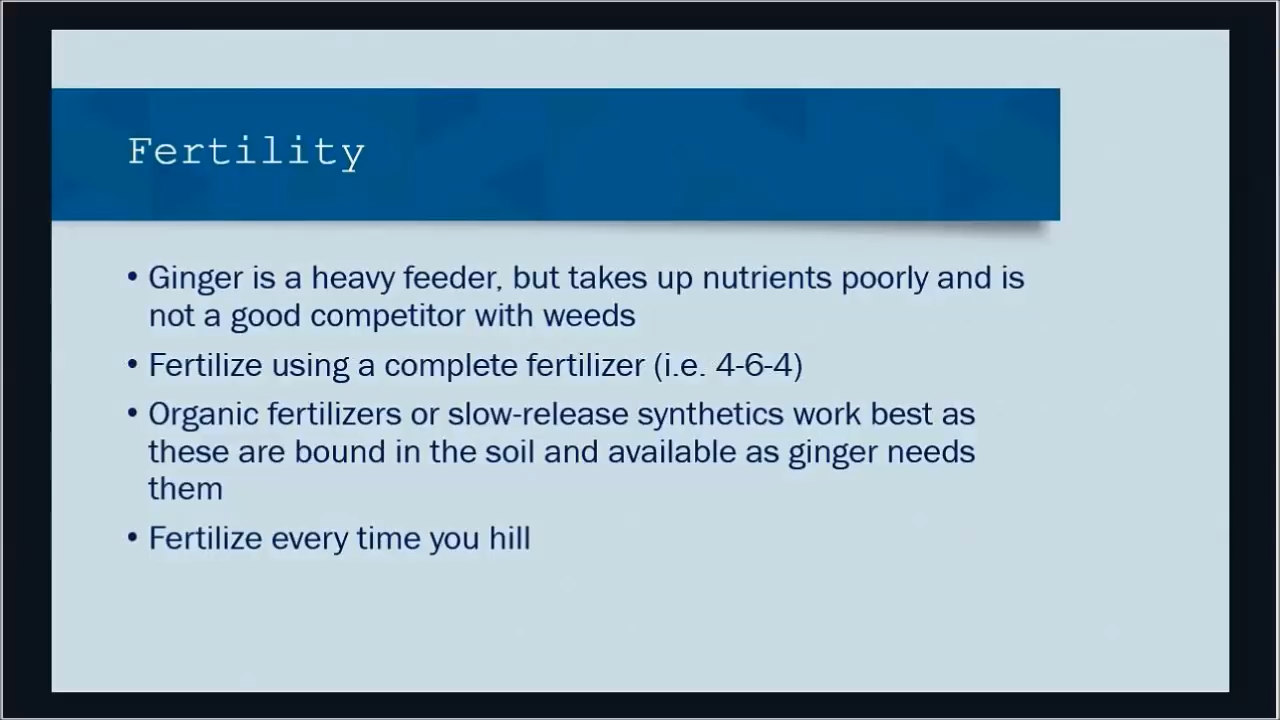 Fertility
• Ginger is a heavy feeder, but takes up nutrients poorly and is
not a good competitor with weeds
• Fertilize using a complete fertilizer (i.e. 4-6-4)
• Organic fertilizers or slow-release synthetics work best as
these are bound in the soil and available as ginger needs
them
• Fertilize every time you hill